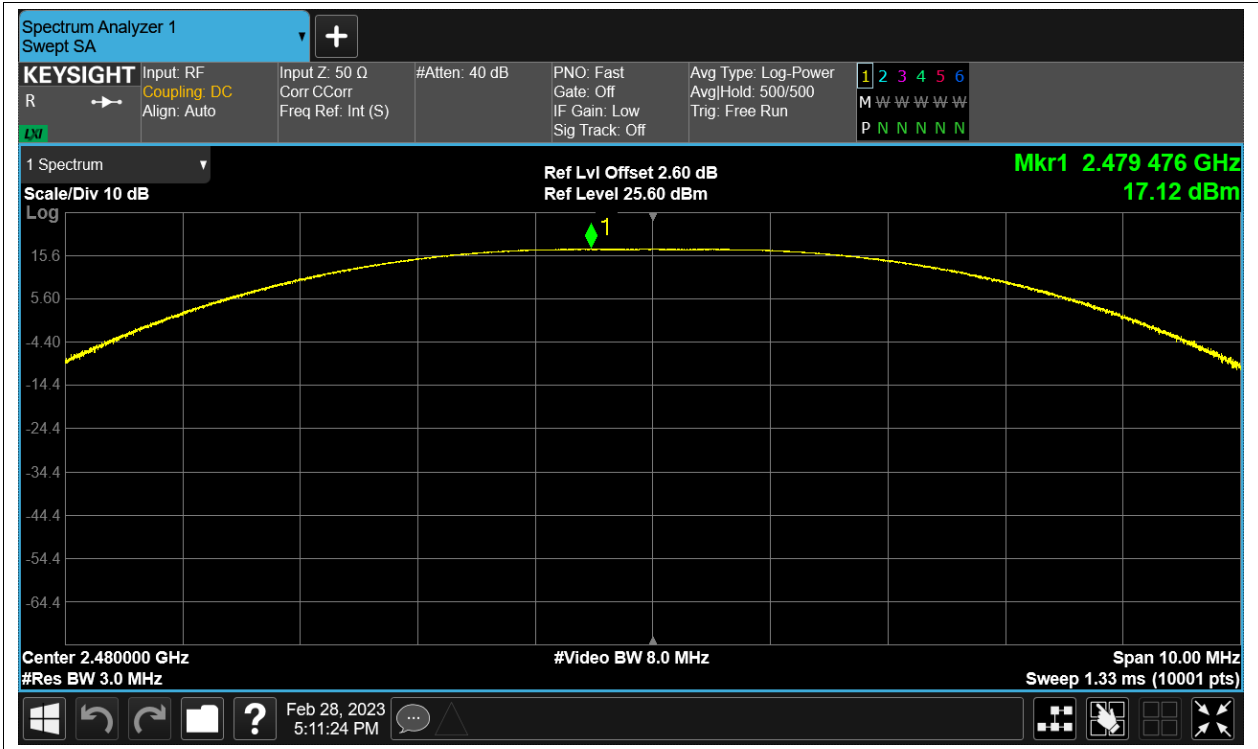 Spectrum Analyzer 1
Swept SA
KEYSIGHT
R
LXI
Input: RF
Coupling: DC
Align: Auto
Input Z: 50 Ω
Corr CCorr
Freq Ref: Int (S)
#Atten: 40 dB
PNO: Fast
Gate: Off
IF Gain: Low
Sig Track: Off
Avg Type: Log-Power
Avg|Hold: 500/500
Trig: Free Run
1 2 3 4 5 6
M W W W W W
P N N N N N
1 Spectrum
Scale/Div 10 dB
Log
Ref Lvl Offset 2.60 dB
Ref Level 25.60 dBm
Mkr1 2.479 476 GHz
17.12 dBm
1
15.6
5.60
-4.40
-14.4
-24.4
-34.4
-44.4
-54.4
-64.4
Center 2.480000 GHz
#Video BW 8.0 MHz
Span 10.00 MHz
#Res BW 3.0 MHz
Sweep 1.33 ms (10001 pts)
?
Feb 28, 2023
5:11:24 PM